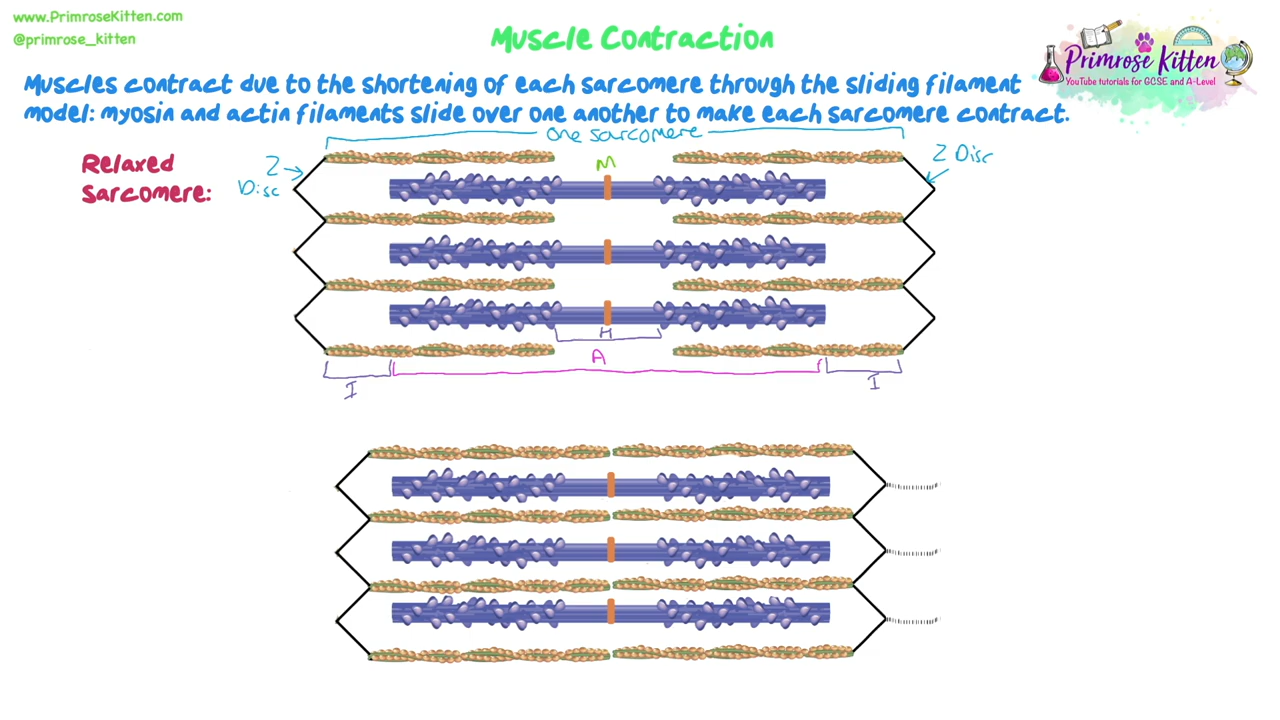 www.PrimroseKitten.com
@primrose_kitten
Muscle Contraction
Primrose Kitten
YouTube tutorials for GCSE and A-Level
Muscles contract due to the shortening of each sarcomere through the sliding filament
model: myosin and actin filaments slide over one another to make each sarcomere contract.
one sarcomere
Relaxed
Sarcomere:
Z
Disc
M
Z Disc
H
A
I
I